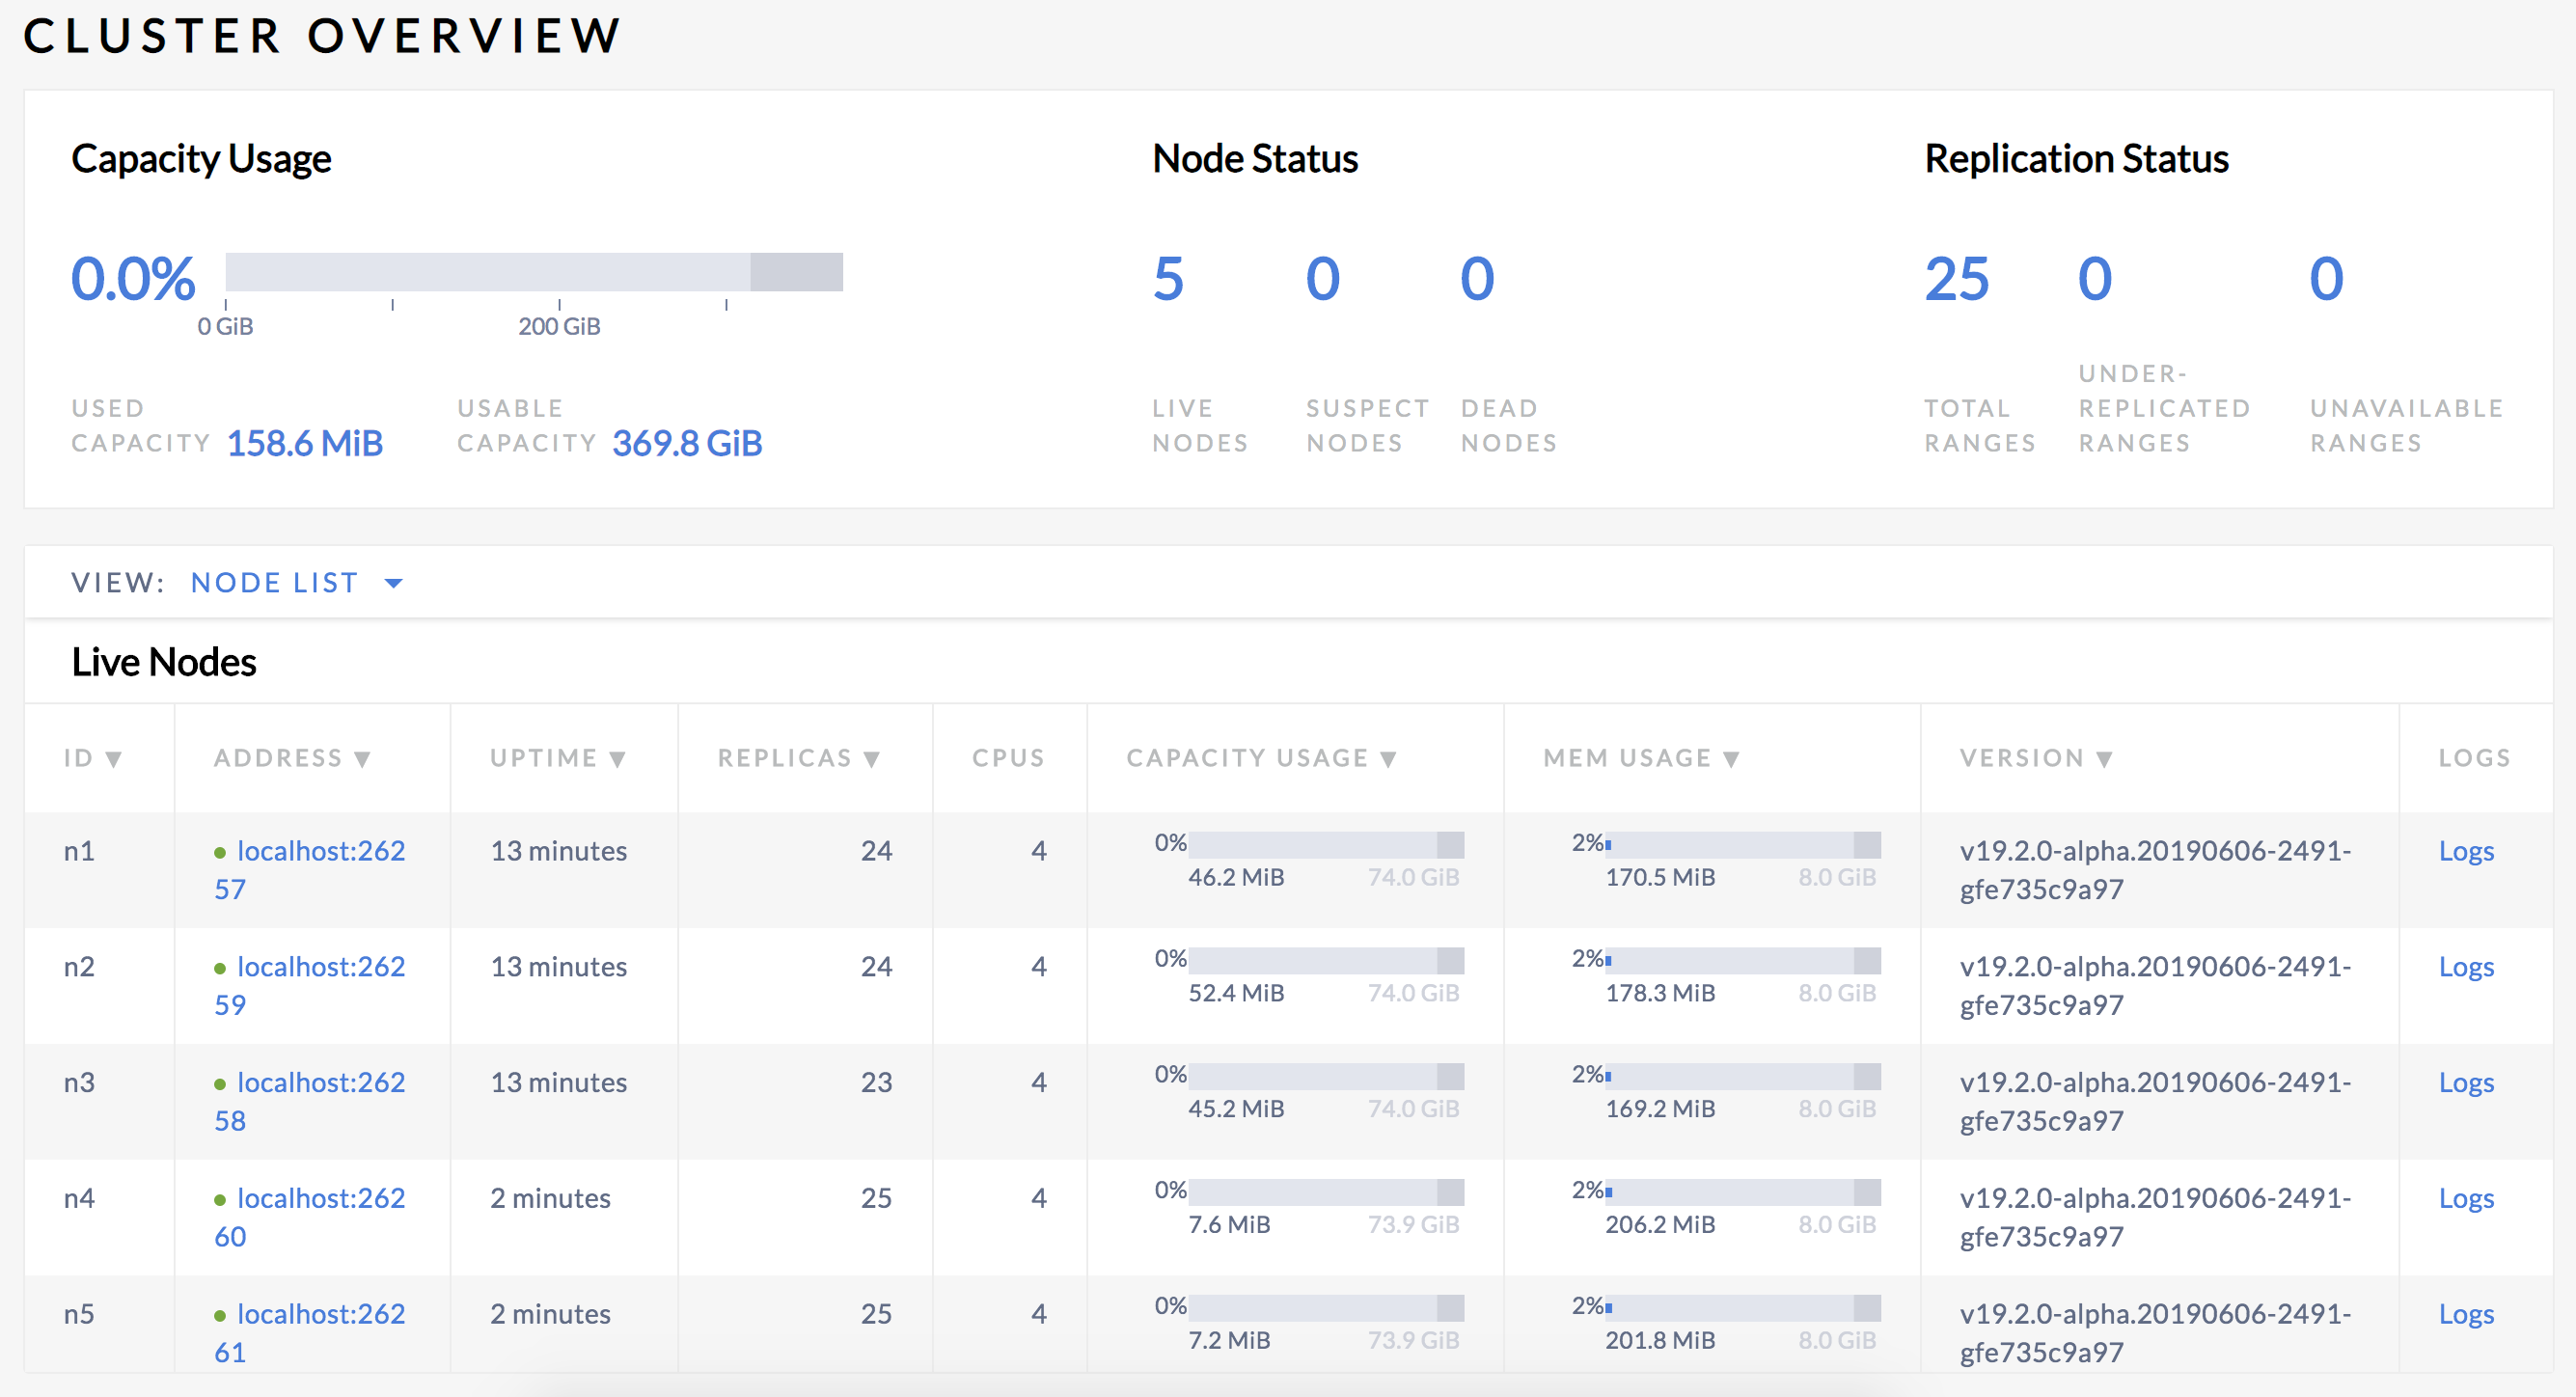 CLUSTER OVERVIEW
Capacity Usage
0.0%
0 GiB
200 GiB
USED
CAPACITY 158.6 MiB
USABLE
CAPACITY 369.8 GiB
Node Status
5 0 0
LIVE
NODES
SUSPECT
NODES
DEAD
NODES
Replication Status
25 0 0
TOTAL
RANGES
UNDER-
REPLICATED
RANGES
UNAVAILABLE
RANGES
VIEW: NODE LIST
Live Nodes
ID ▼ ADDRESS ▼ UPTIME ▼ REPLICAS ▼ CPUS CAPACITY USAGE ▼ MEM USAGE ▼ VERSION ▼ LOGS
n1 localhost:262 13 minutes 24 4 0% 2% v19.2.0-alpha.20190606-2491- Logs
57 46.2 MiB 74.0 GiB 170.5 MiB 8.0 GiB gfe735c9a97
n2 localhost:262 13 minutes 24 4 0% 2% v19.2.0-alpha.20190606-2491- Logs
59 52.4 MiB 74.0 GiB 178.3 MiB 8.0 GiB gfe735c9a97
n3 localhost:262 13 minutes 23 4 0% 2% v19.2.0-alpha.20190606-2491- Logs
58 45.2 MiB 74.0 GiB 169.2 MiB 8.0 GiB gfe735c9a97
n4 localhost:262 2 minutes 25 4 0% 2% v19.2.0-alpha.20190606-2491- Logs
60 7.6 MiB 73.9 GiB 206.2 MiB 8.0 GiB gfe735c9a97
n5 localhost:262 2 minutes 25 4 0% 2% v19.2.0-alpha.20190606-2491- Logs
61 7.2 MiB 73.9 GiB 201.8 MiB 8.0 GiB gfe735c9a97